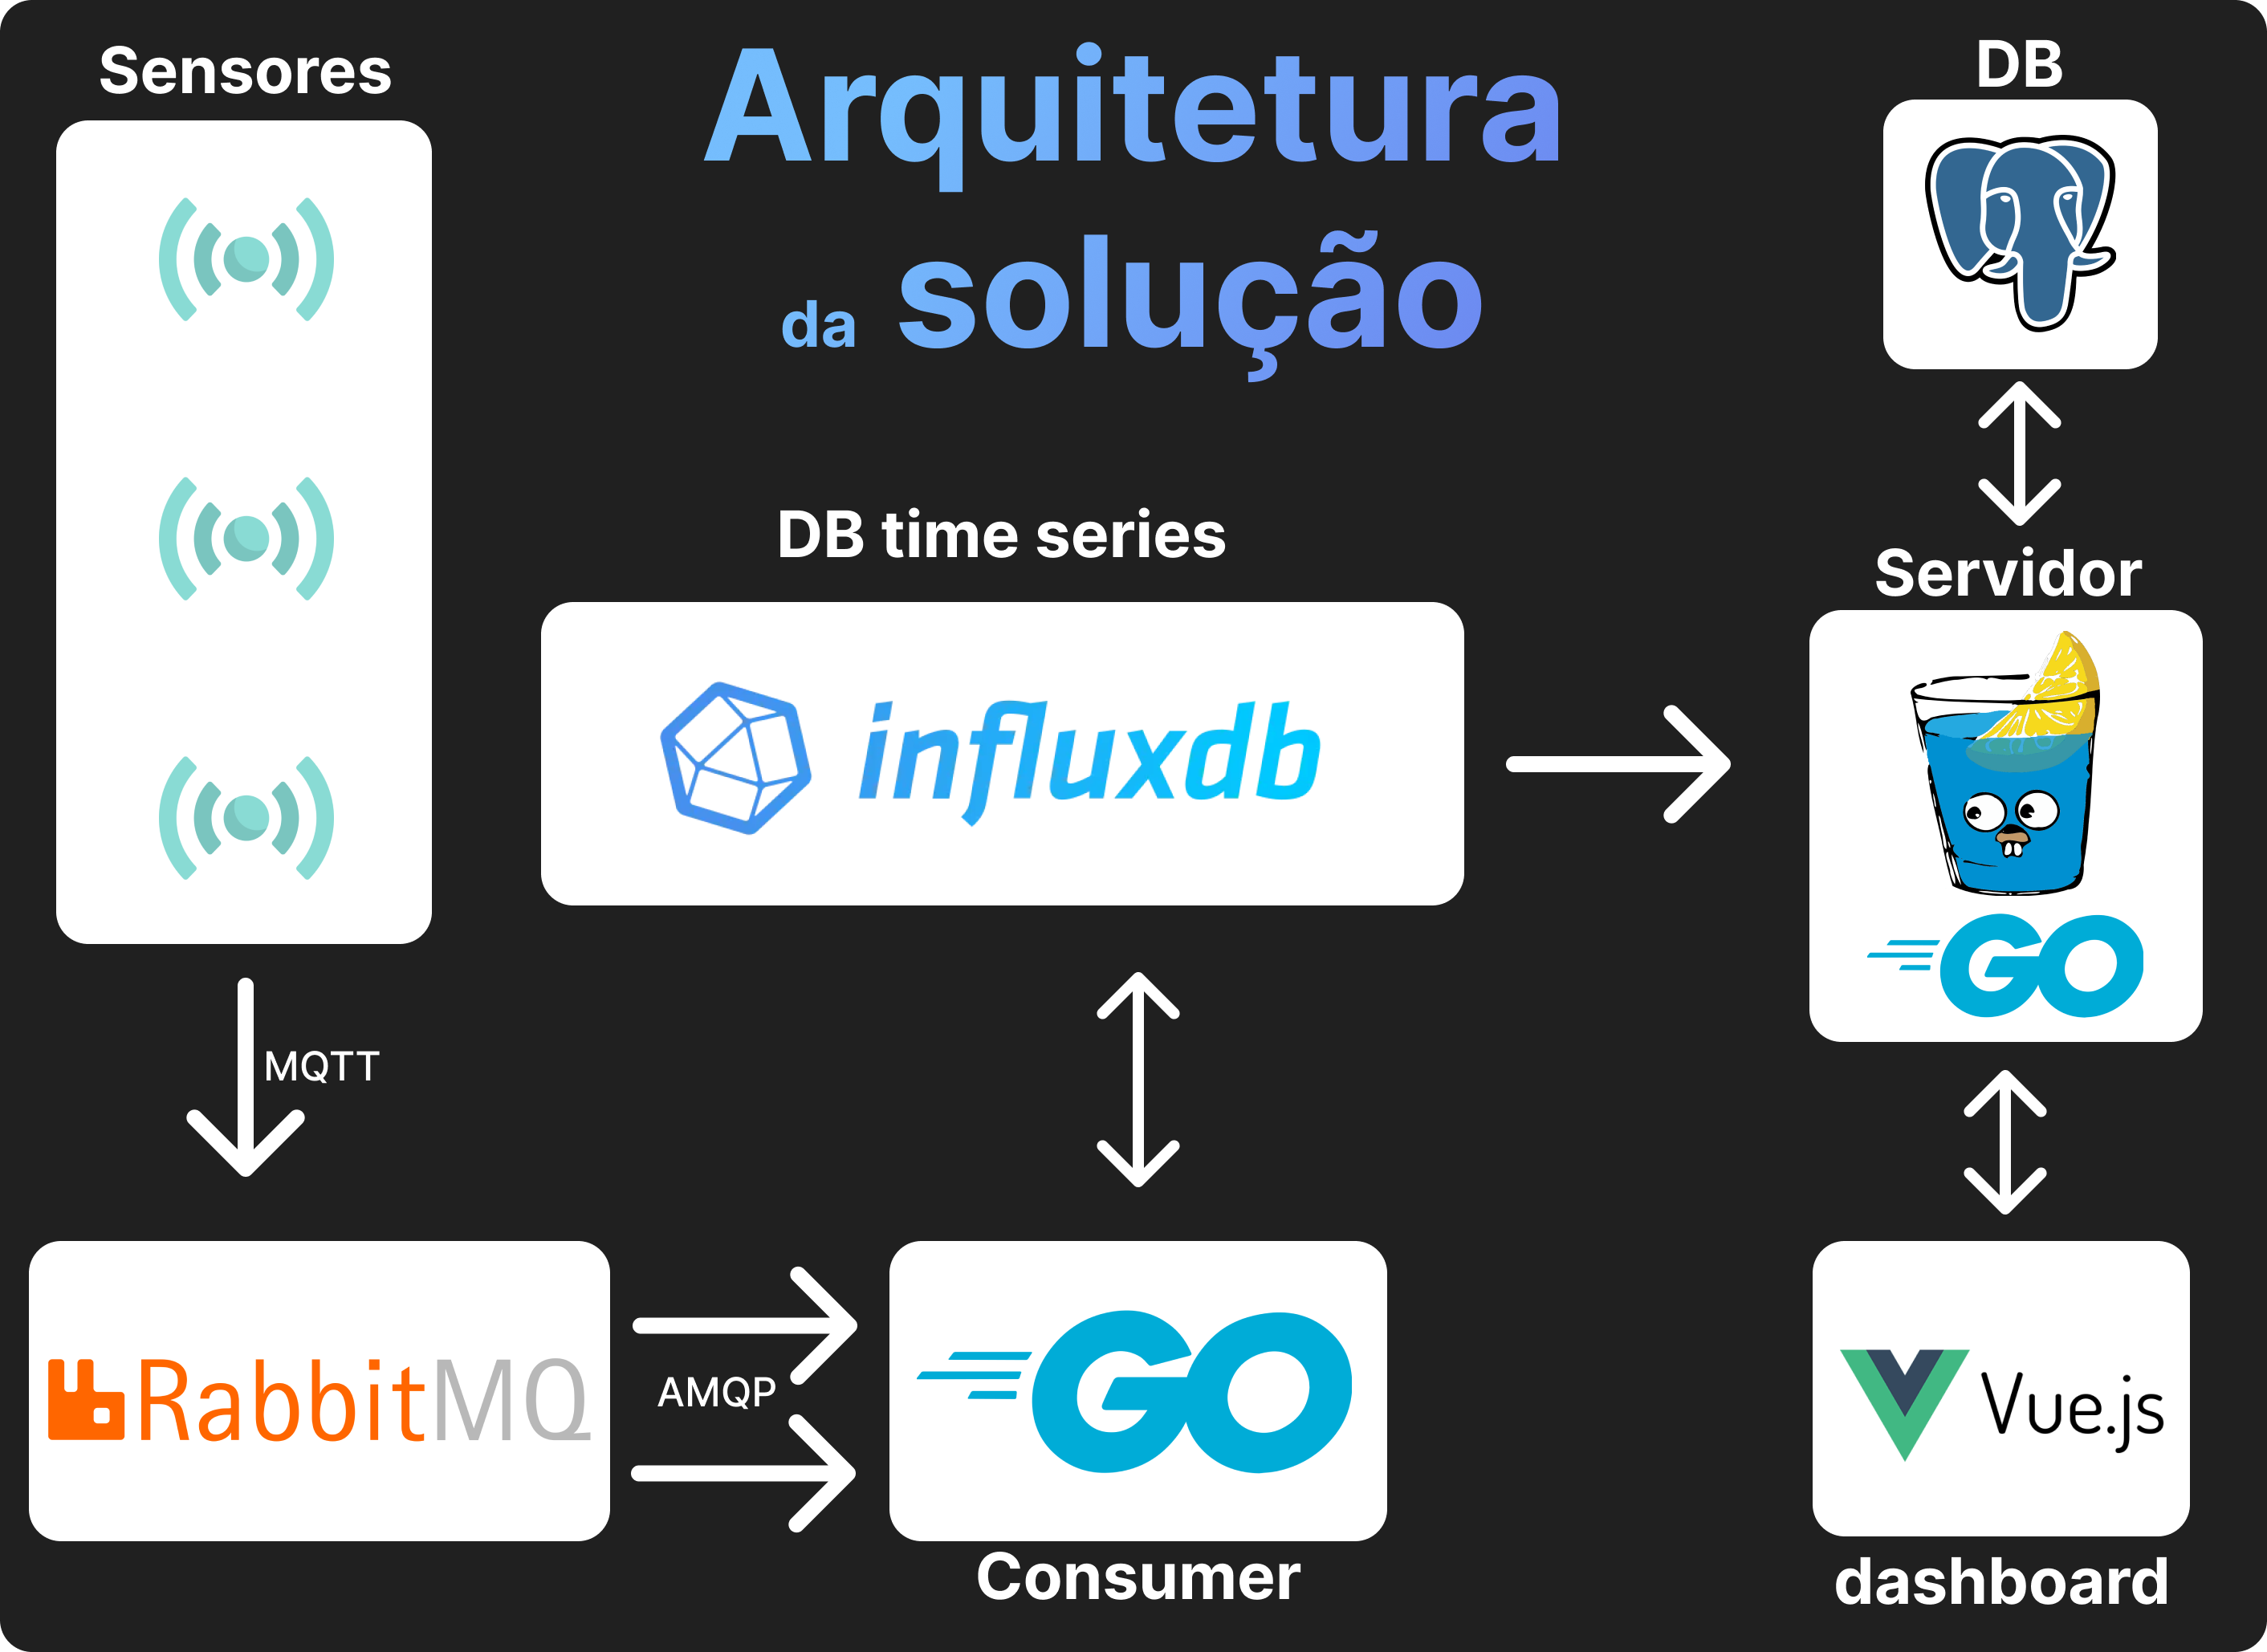 Sensores
Arquitetura
da solução
DB
DB time series
influxdb
Servidor
GO
MQTT
RabbitMQ
AMQP
GO
Consumer
Vue.js
dashboard